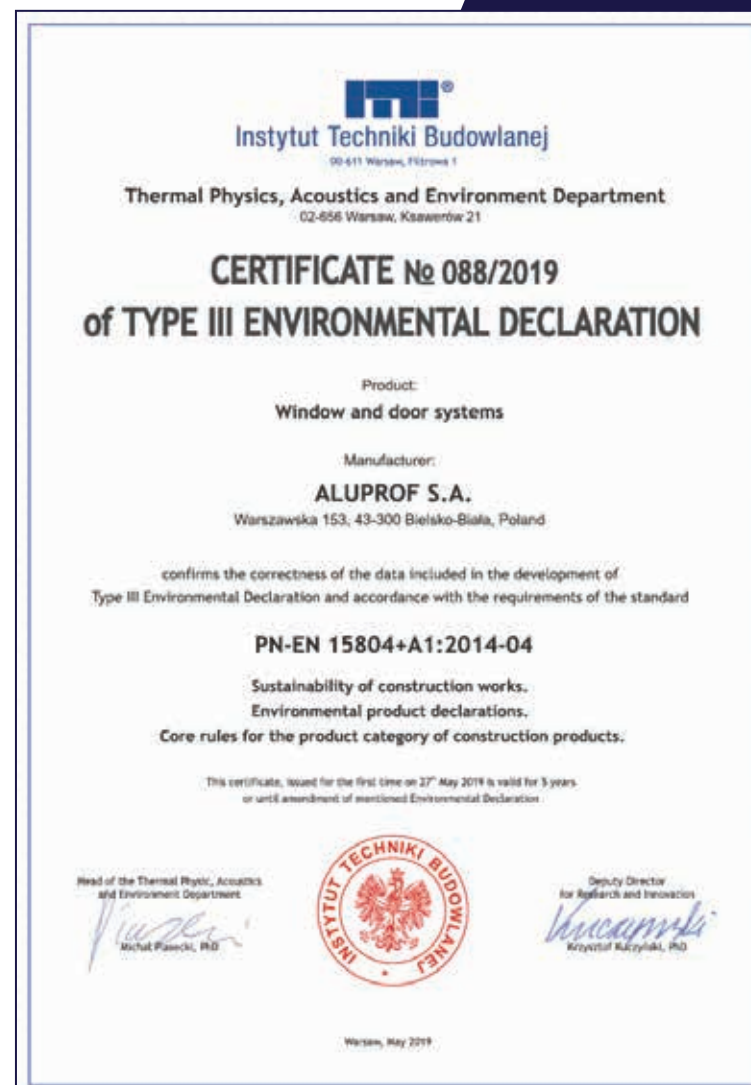 ITB®
Instytut Techniki Budowlanej
00-611 Warsaw, Filtrowa 1
Thermal Physics, Acoustics and Environment Department
02-656 Warsaw, Ksawerów 21
CERTIFICATE № 088/2019
of TYPE III ENVIRONMENTAL DECLARATION
Product:
Window and door systems
Manufacturer:
ALUPROF S.A.
Warszawska 153, 43-300 Bielsko-Biała, Poland
confirms the correctness of the data included in the development of
Type III Environmental Declaration and accordance with the requirements of the standard
PN-EN 15804+A1:2014-04
Sustainability of construction works.
Environmental product declarations.
Core rules for the product category of construction products.
This certificate, issued for the first time on 27th May 2019 is valid for 5 years
or until amendment of mentioned Environmental Declaration
Head of the Thermal Physic, Acoustics
and Environment Department
Michał Piasecki, PhD
INSTYTUT TECHNIKI BUDOWLANEJ
Deputy Director
for Research and Innovation
Krzysztof Kuczyński, PhD
Warsaw, May 2019